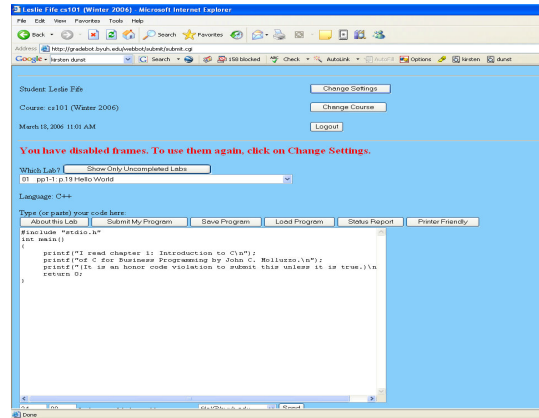 Leslie Fife cs101 (Winter 2006) - Microsoft Internet Explorer
File Edit View Favorites Tools Help
Back Search Favorites
Address http://gradebot.byuh.edu/webbot/submit/submit.cgi
Google kirsten dunst Search 159 blocked Check AutoLink AutoFill Options kirsten dunst
Student: Leslie Fife Change Settings
Course: cs101 (Winter 2006) Change Course
March 18, 2006 11:01 AM Logout
You have disabled frames. To use them again, click on Change Settings.
Which Lab? Show Only Uncompleted Labs
01 pp1-1: p.19 Hello World
Language: C++
Type (or paste) your code here:
About this Lab Submit My Program Save Program Load Program Status Report Printer Friendly
#include "stdio.h"
int main()
{
printf("I read chapter 1: Introduction to C\n");
printf("of C for Business Programming by John C. Molluzzo.\n");
printf("(It is an honor code violation to submit this unless it is true.)\n
return 0;
}
Send
Done